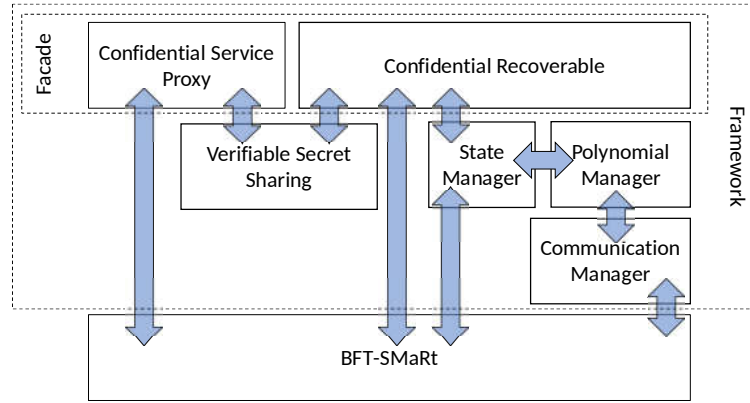 Facade
Confidential Service
Proxy
Confidential Recoverable
Framework
Verifiable Secret
Sharing
State
Manager
Polynomial
Manager
Communication
Manager
BFT-SMaRt